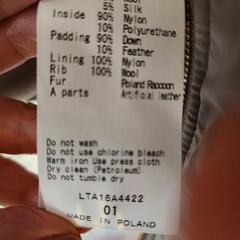 5% Silk
Inside 90% Nylon
10% Polyurethane
Padding 90% Down
10% Feather
Lining 100% Nylon
Rib 100% Wool
Fur Poland Raccoon
A parts Artificial leather
Do not wash
Do not use chlorine bleach
Warm iron Use press cloth
Dry clean (Petroleum)
Do not tumble dry
LTA16A4422
01
MADE IN POLAND